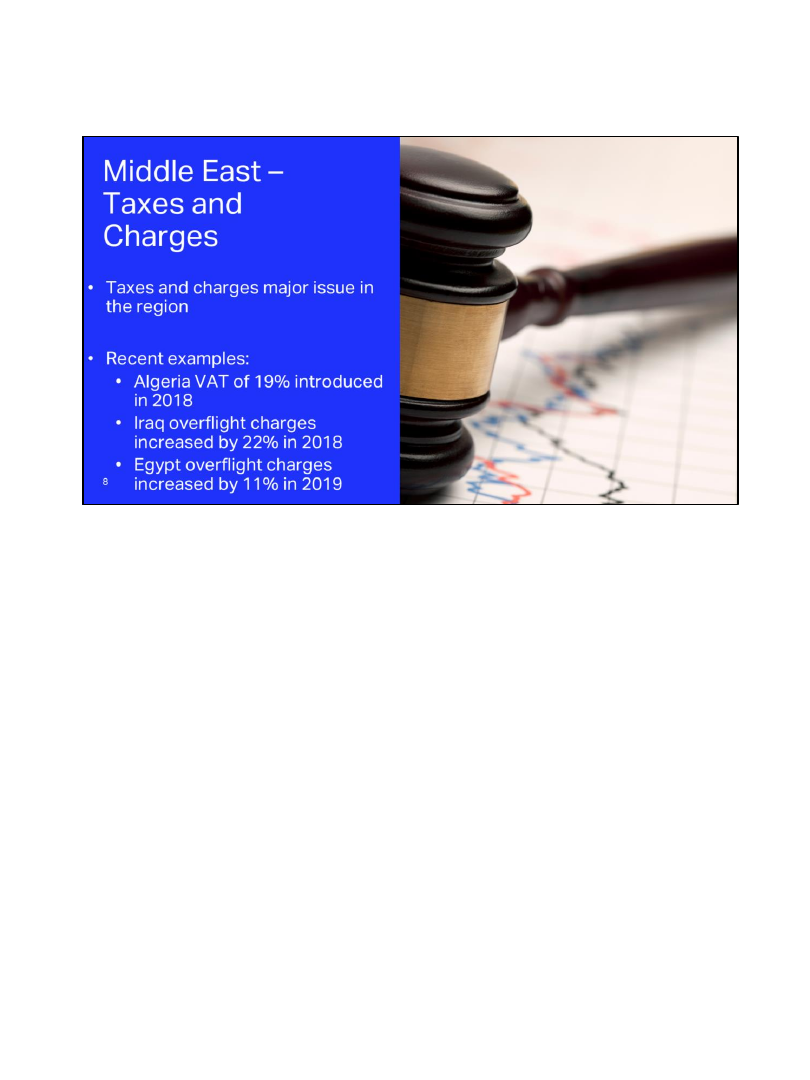 Middle East –
Taxes and
Charges
• Taxes and charges major issue in
the region
• Recent examples:
• Algeria VAT of 19% introduced
in 2018
• Iraq overflight charges
increased by 22% in 2018
• Egypt overflight charges
increased by 11% in 2019
8